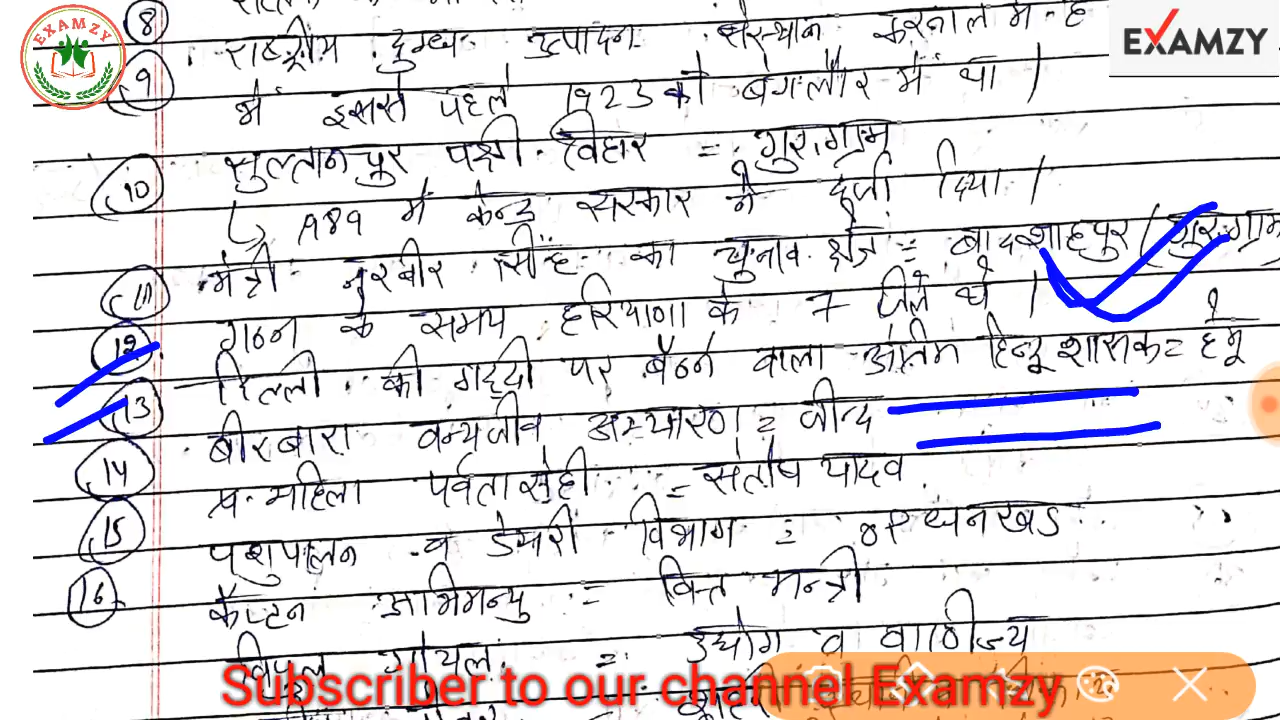 EXAMZY
EXAMZY
8 राष्ट्रीय दुग्ध उत्पादन संस्थान करनाल में है
9 में इससे पहले 1923 को बंगलौर में था |
सुल्तानपुर पक्षी विहार = गुरुग्राम
10 ↳ 1989 में केन्द्र सरकार ने दर्जा दिया |
मंत्री नरबीर सिंह का चुनाव क्षेत्र = बादशाहपुर (गुरुग्राम
11 गठन के समय हरियाणा के 7 जिले थे |
12 दिल्ली की गद्दी पर बैठने वाला अंतिम हिन्दू शासक = हेमू
13 बीरबारा वन्यजीव अभ्यारण = जीन्द
14 प्र. महिला पर्वतारोही = संतोष यादव
15 पशुपालन व डेयरी विभाग = OP धनखड
16 कैप्टन अभिमन्यु = वित्त मन्त्री
विपुल गोयल = उद्योग व वाणिज्य
Subscriber to our channel Examzy